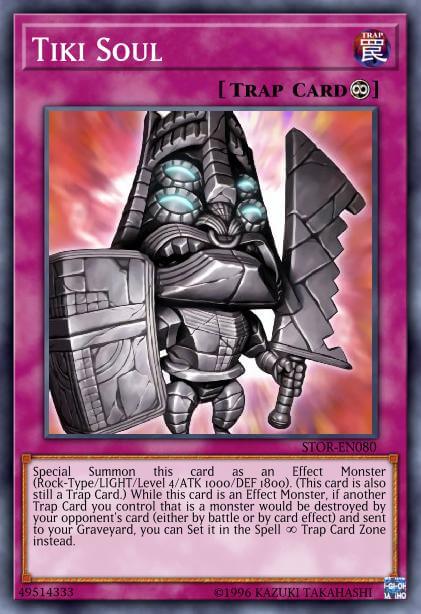 TIKI SOUL
TRAP
罠
[TRAP CARD∞]
STOR-EN080
Special Summon this card as an Effect Monster
(Rock-Type/LIGHT/Level 4/ATK 1000/DEF 1800). (This card is also
still a Trap Card.) While this card is an Effect Monster, if another
Trap Card you control that is a monster would be destroyed by
your opponent's card (either by battle or by card effect) and sent
to your Graveyard, you can Set it in the Spell ∞ Trap Card Zone
instead.
49514333
©1996 KAZUKI TAKAHASHI